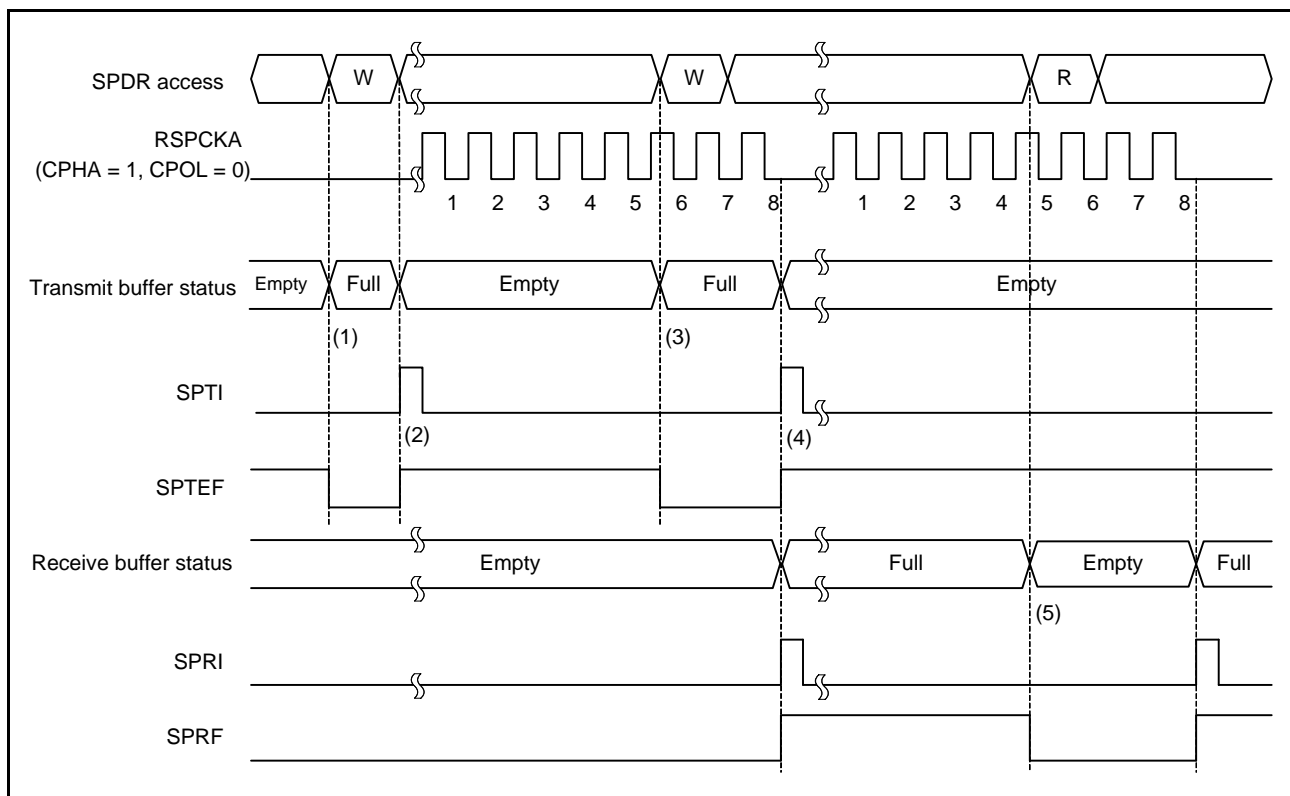 SPDR access W W R
RSPCKA
(CPHA = 1, CPOL = 0)
1 2 3 4 5 6 7 8 1 2 3 4 5 6 7 8
Transmit buffer status Empty Full Empty Full Empty
(1) (3)
SPTI
(2) (4)
SPTEF
Receive buffer status Empty Full Empty Full
(5)
SPRI
SPRF